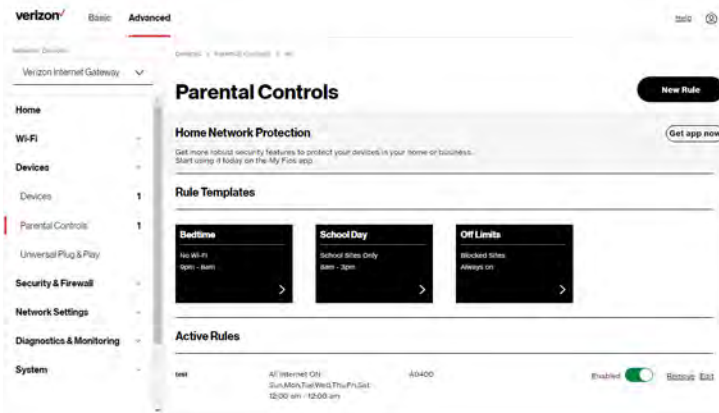 verizon✓
Basic
Advanced
Help
Verizon Internet Gateway
Devices > Parental Controls >
Home
Wi-Fi
Devices
Devices 1
Parental Controls 1
Universal Plug & Play
Security & Firewall
Network Settings
Diagnostics & Monitoring
System
Parental Controls
New Rule
Home Network Protection
Get app now
Get more robust security features to protect your devices in your home or business.
Start using it today on the My Fios app.
Rule Templates
Bedtime
No Wi-Fi
9pm - 6am
School Day
School Sites Only
8am - 3pm
Off Limits
Blocked Sites
Always on
Active Rules
test
All Internet ON
Sun,Mon,Tue,Wed,Thu,Fri,Sat
12:00 am - 12:00 am
A0400
Enabled
Remove Edit